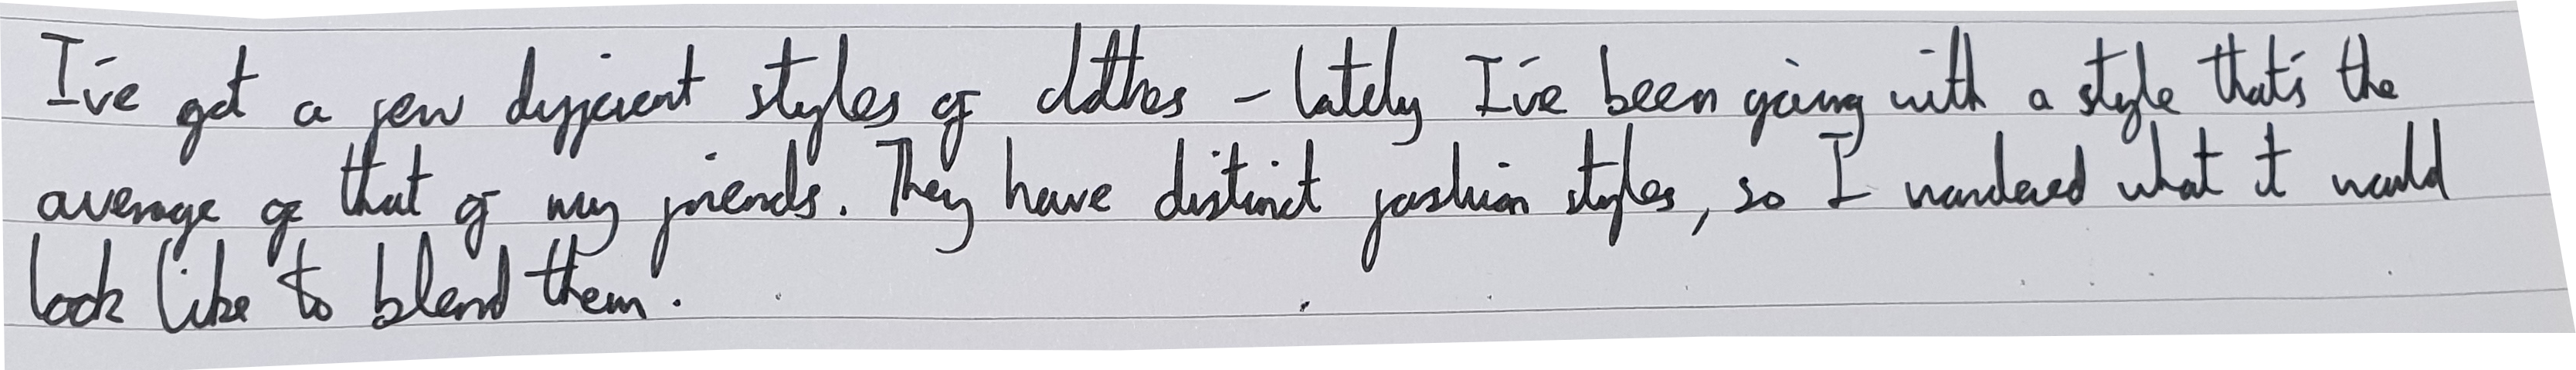 I've got a few different styles of clothes – lately I've been going with a style that's the
average of that of my friends. They have distinct fashion styles, so I wondered what it would
look like to blend them.